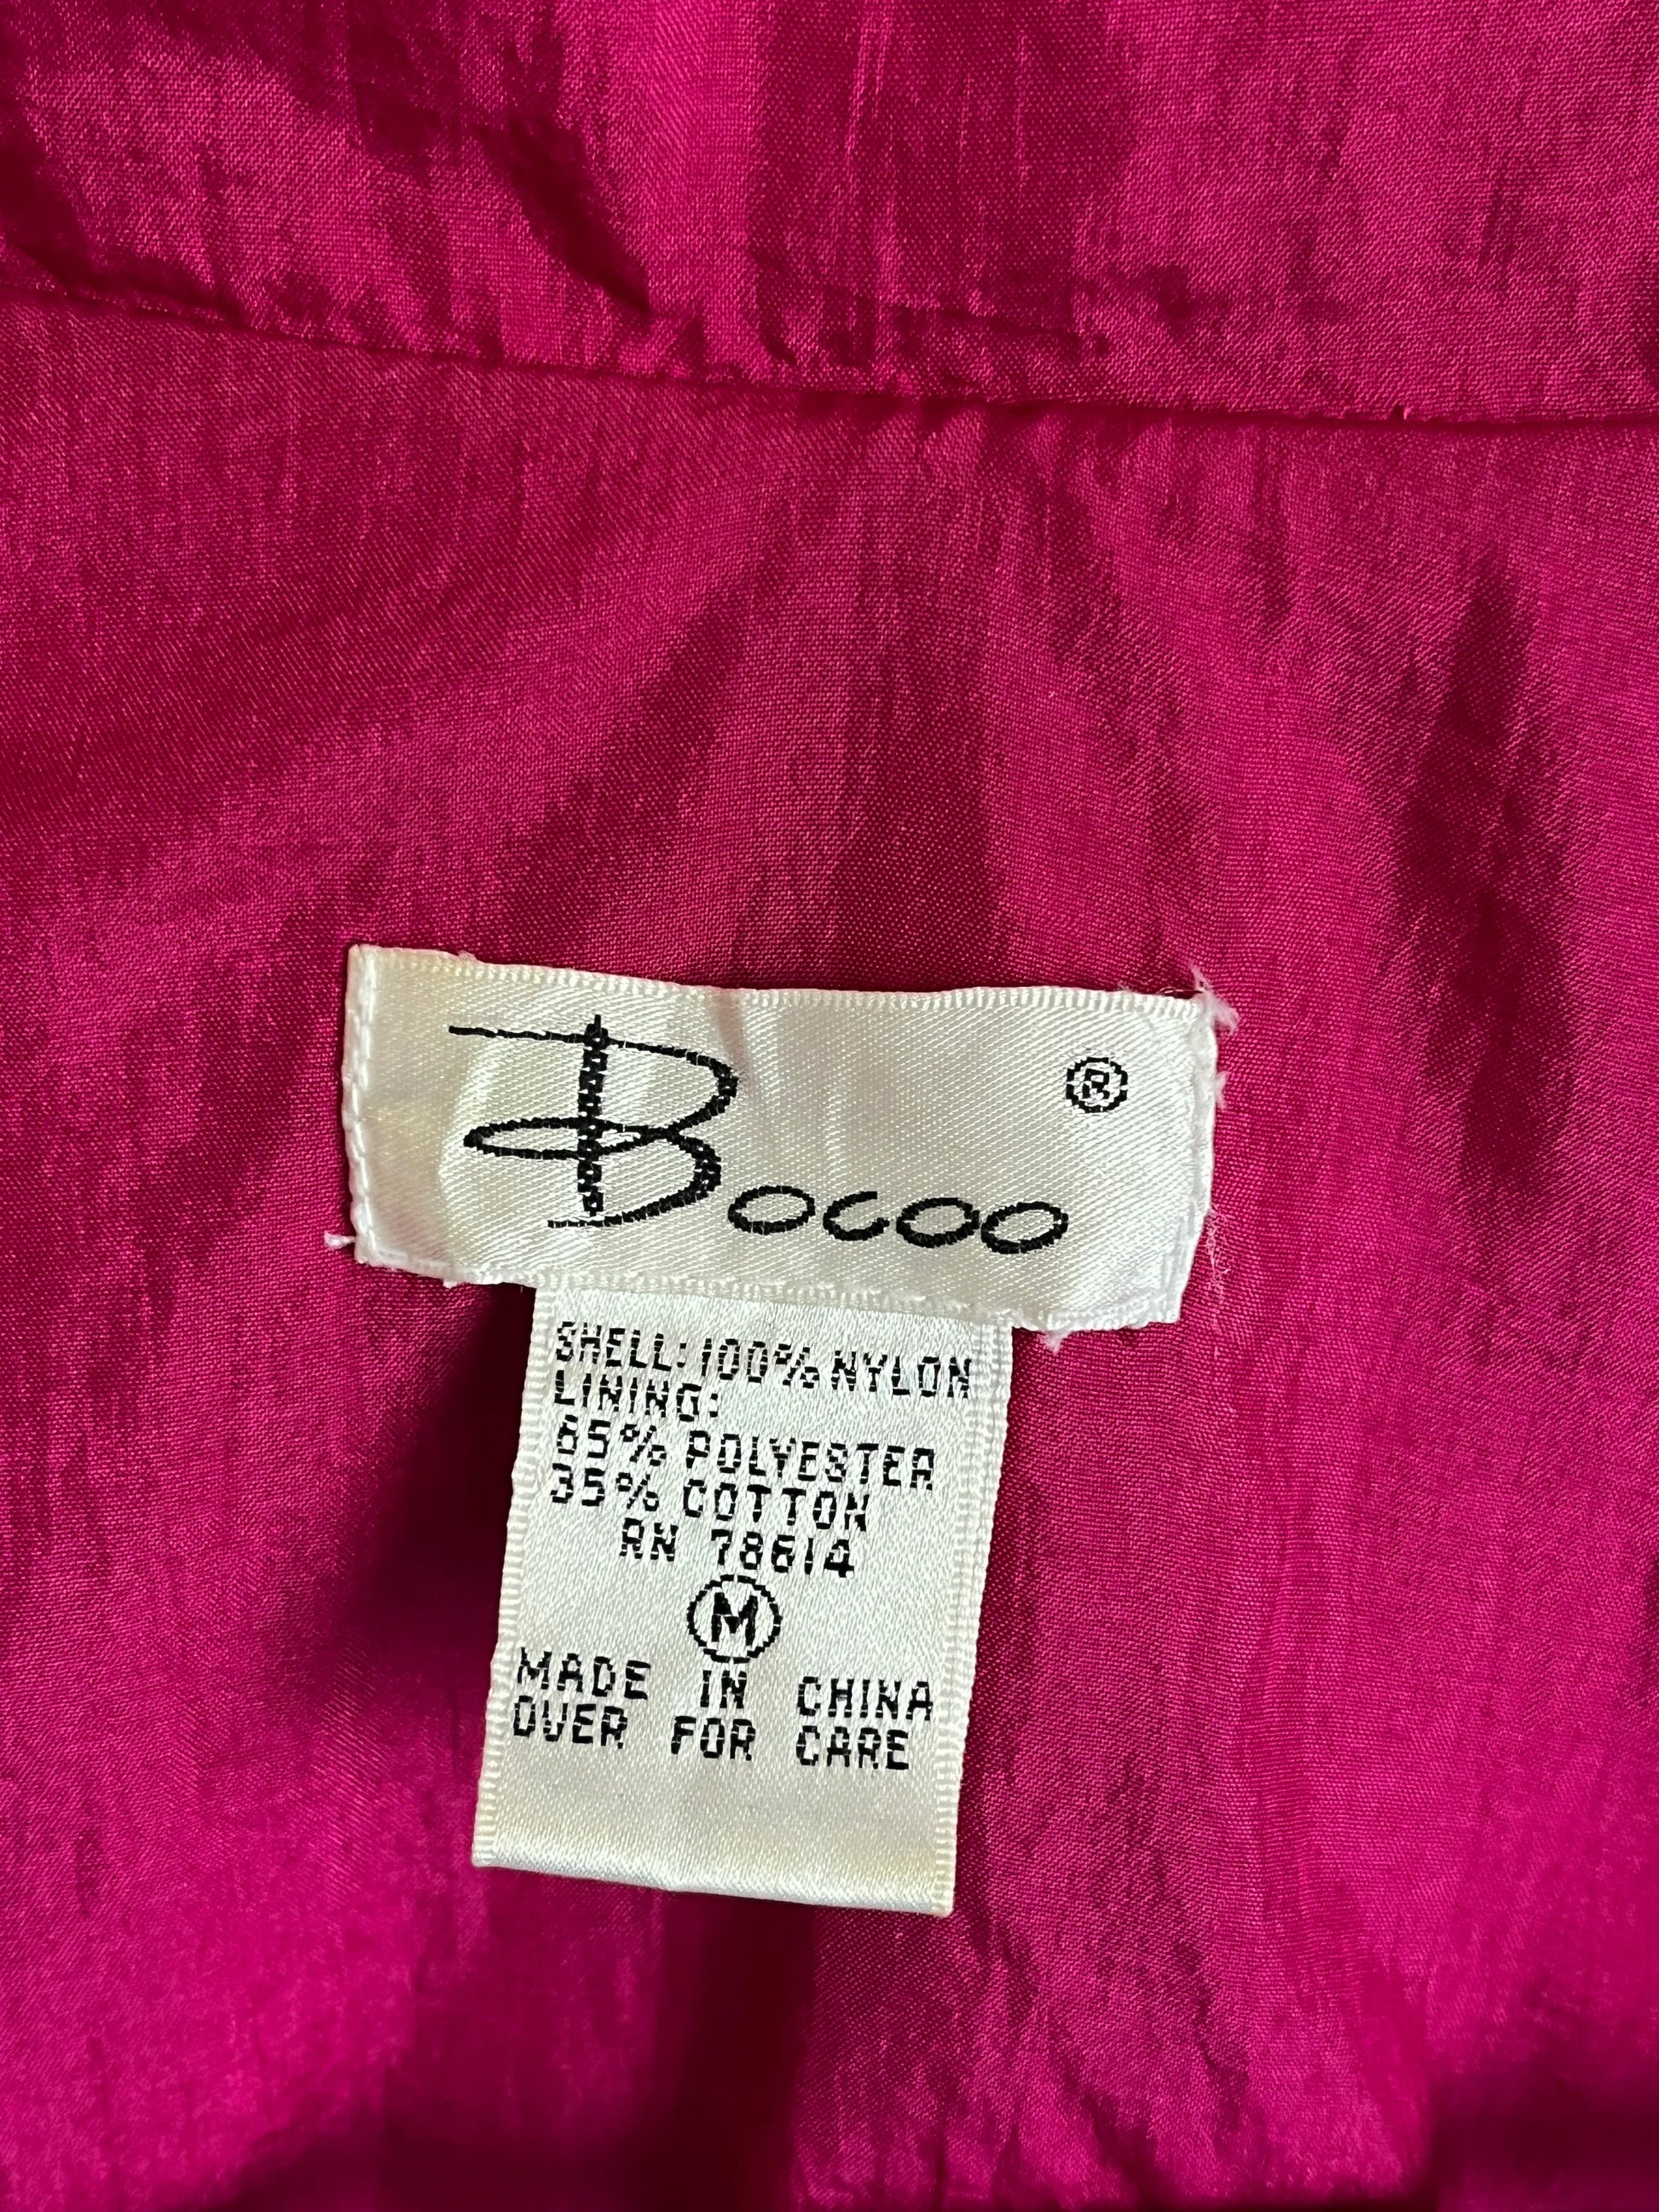 Bocoo ®
SHELL: 100% NYLON
LINING:
65% POLYESTER
35% COTTON
RN 78614
M
MADE IN CHINA
OVER FOR CARE